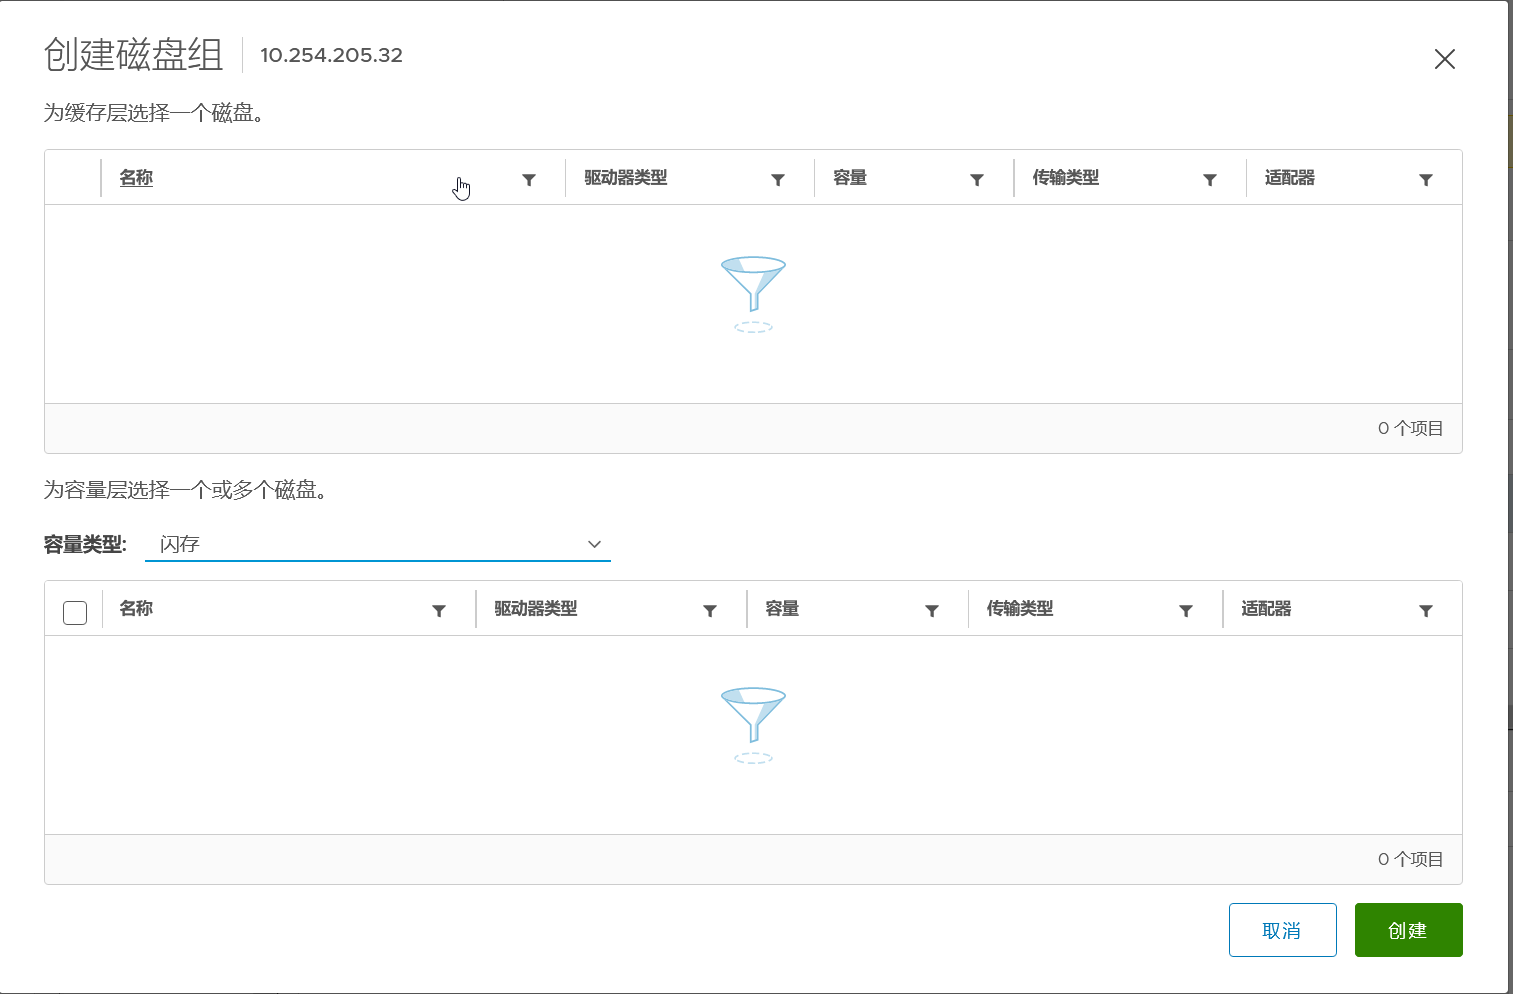 创建磁盘组 10.254.205.32
为缓存层选择一个磁盘。
名称 驱动器类型 容量 传输类型 适配器
0 个项目
为容量层选择一个或多个磁盘。
容量类型: 闪存
名称 驱动器类型 容量 传输类型 适配器
0 个项目
取消 创建